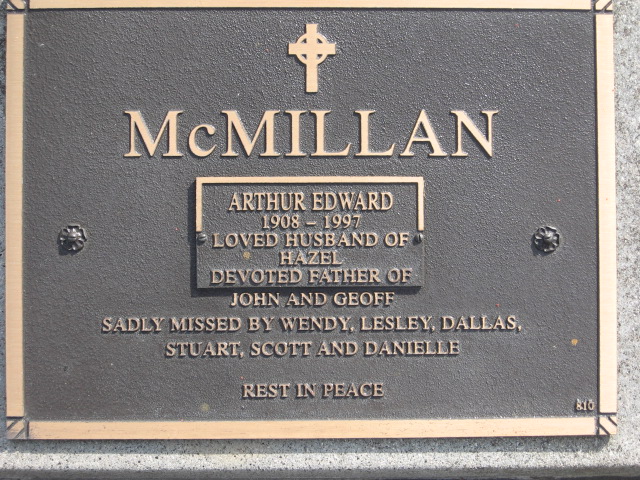 McMILLAN
ARTHUR EDWARD
1908 – 1997
LOVED HUSBAND OF
HAZEL
DEVOTED FATHER OF
JOHN AND GEOFF
SADLY MISSED BY WENDY, LESLEY, DALLAS,
STUART, SCOTT AND DANIELLE
REST IN PEACE
810